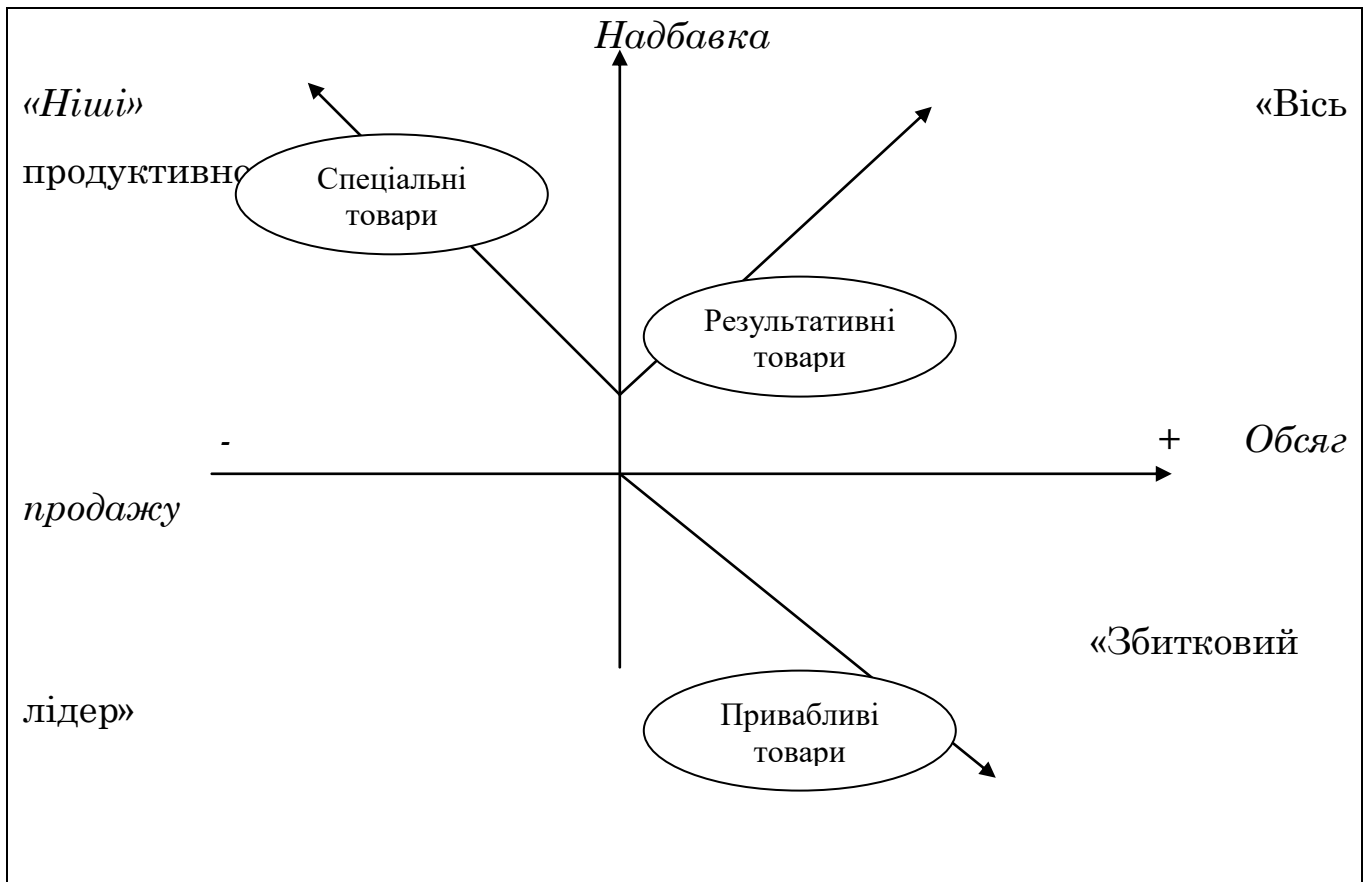 Надбавка
«Ніші» «Вісь
продуктивно
Спеціальні
товари
Результативні
товари
- + Обсяг
продажу
«Збитковий
лідер»
Привабливі
товари